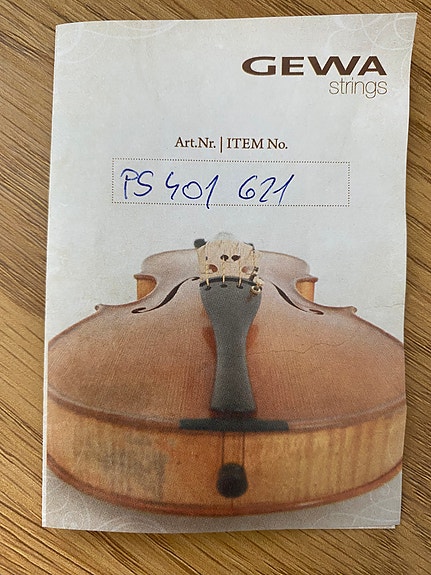 GEWA
strings
Art.Nr. | ITEM No.
PS 401 621